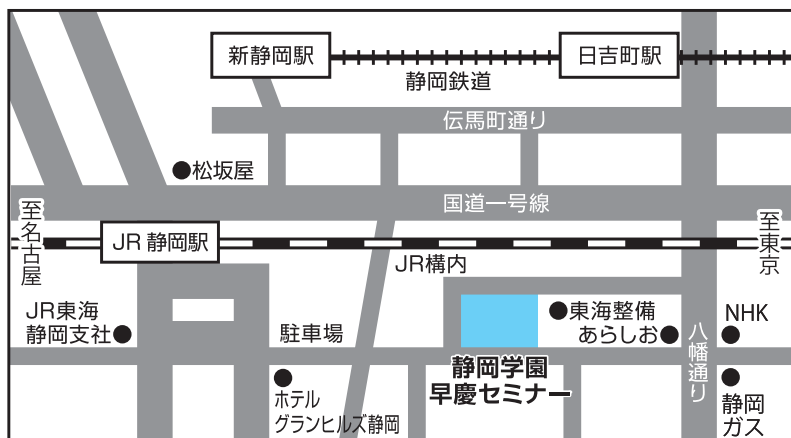 新静岡駅
日吉町駅
静岡鉄道
伝馬町通り
松坂屋
国道一号線
至名古屋
JR 静岡駅
至東京
JR構内
JR東海
静岡支社
駐車場
東海整備
あらしお
NHK
八幡通り
静岡学園
早慶セミナー
ホテル
グランヒルズ静岡
静岡
ガス